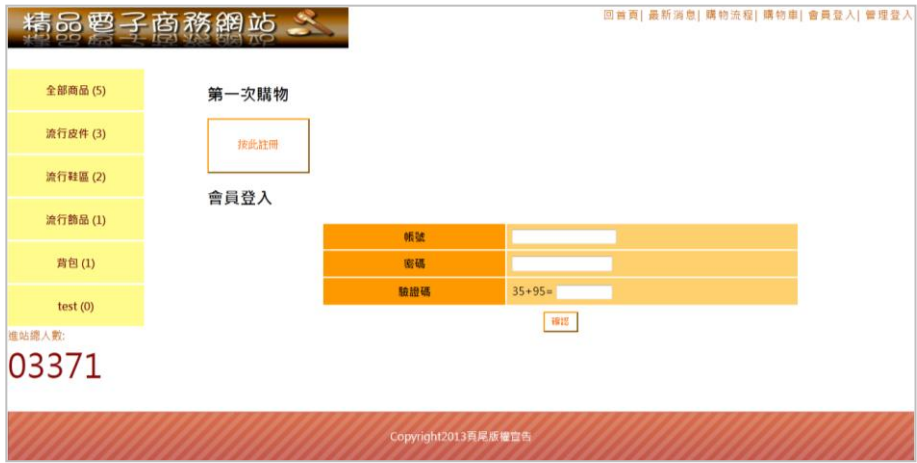 精品電子商務網站
回首頁| 最新消息| 購物流程| 購物車| 會員登入| 管理登入
全部商品 (5)
流行皮件 (3)
流行鞋區 (2)
流行飾品 (1)
背包 (1)
test (0)
進站總人數:
03371
第一次購物
按此註冊
會員登入
帳號
密碼
驗證碼
35+95=
確認
Copyright2013頁尾版權宣告